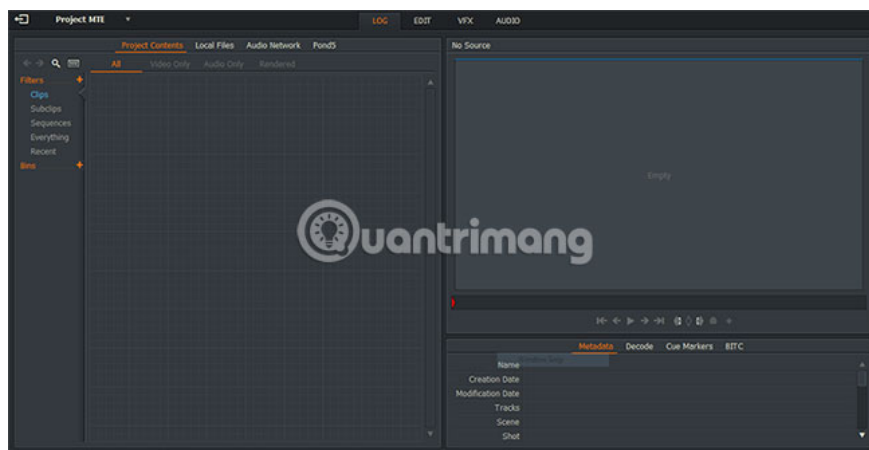 Project MTE
LOG EDIT VFX AUDIO
Project Contents Local Files Audio Network Pond5
No Source
All Video Only Audio Only Rendered
Filters +
Clips
Subclips
Sequences
Everything
Recent
Bins +
Empty
Quantrimang
Metadata Decode Cue Markers BITC
Name
Creation Date
Modification Date
Tracks
Scene
Shot